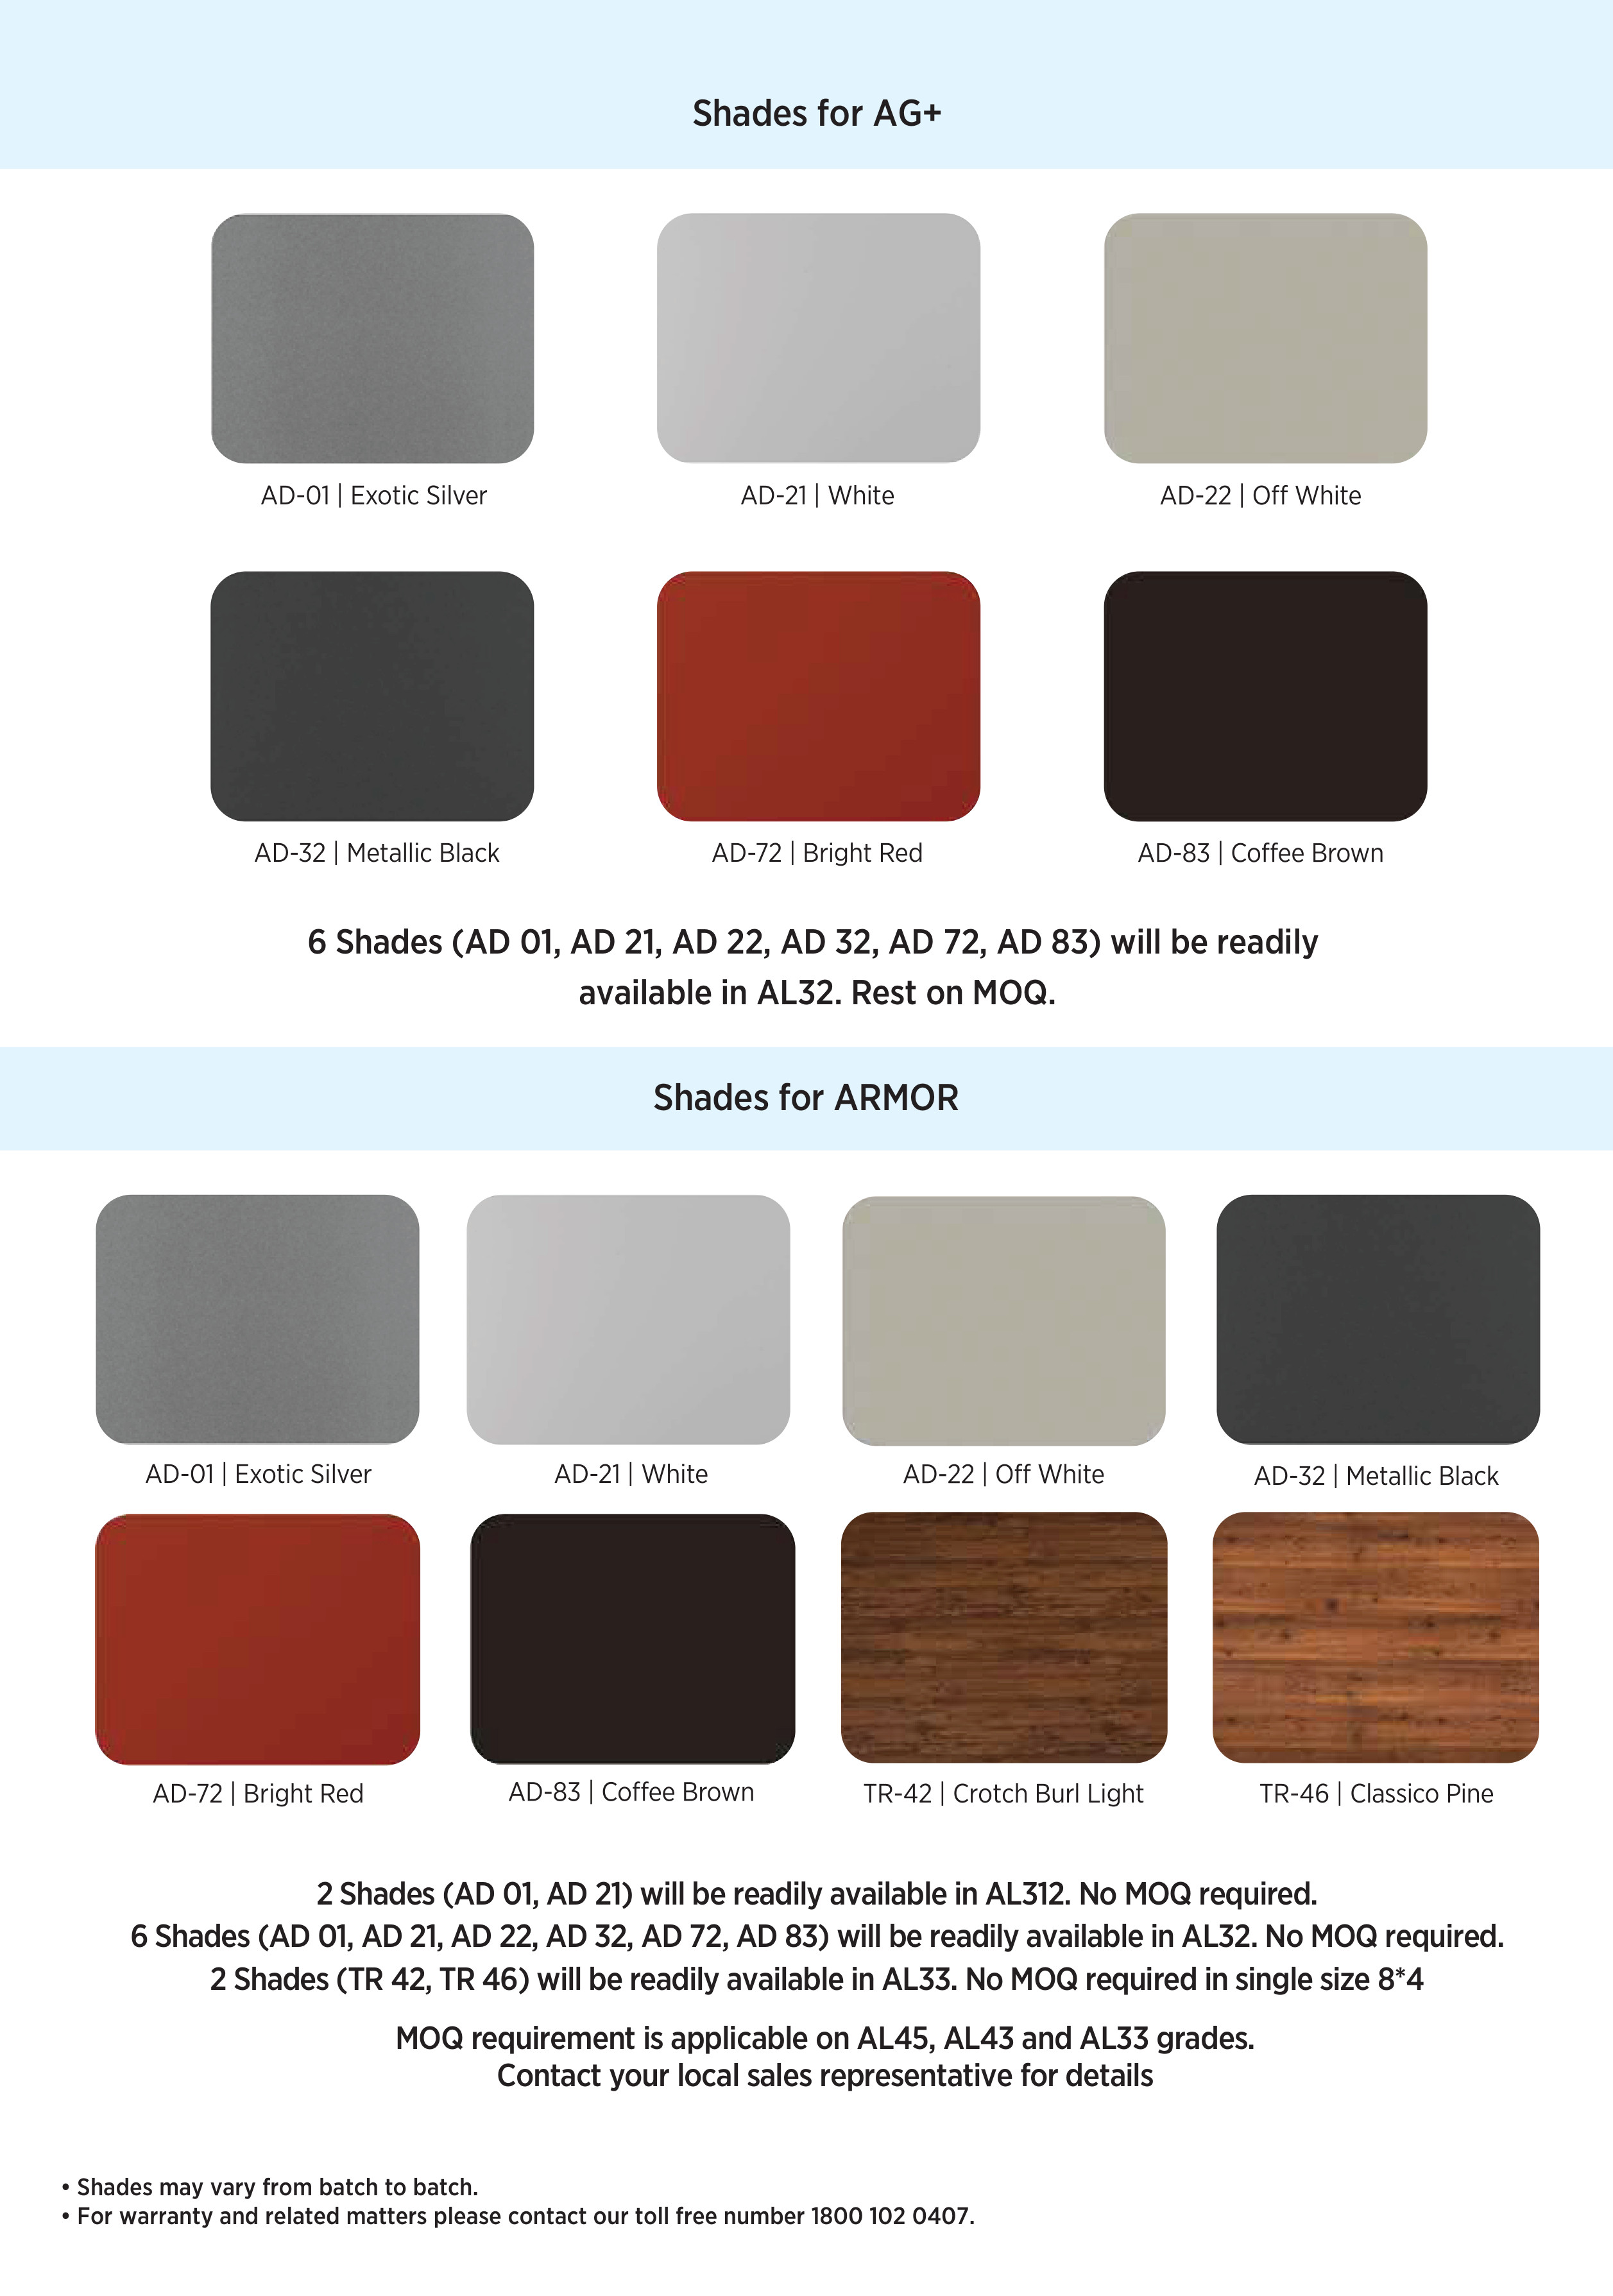 Shades for AG+
AD-01 | Exotic Silver
AD-21 | White
AD-22 | Off White
AD-32 | Metallic Black
AD-72 | Bright Red
AD-83 | Coffee Brown
6 Shades (AD 01, AD 21, AD 22, AD 32, AD 72, AD 83) will be readily
available in AL32. Rest on MOQ.
Shades for ARMOR
AD-01 | Exotic Silver
AD-21 | White
AD-22 | Off White
AD-32 | Metallic Black
AD-72 | Bright Red
AD-83 | Coffee Brown
TR-42 | Crotch Burl Light
TR-46 | Classico Pine
2 Shades (AD 01, AD 21) will be readily available in AL312. No MOQ required.
6 Shades (AD 01, AD 21, AD 22, AD 32, AD 72, AD 83) will be readily available in AL32. No MOQ required.
2 Shades (TR 42, TR 46) will be readily available in AL33. No MOQ required in single size 8*4
MOQ requirement is applicable on AL45, AL43 and AL33 grades.
Contact your local sales representative for details
• Shades may vary from batch to batch.
• For warranty and related matters please contact our toll free number 1800 102 0407.